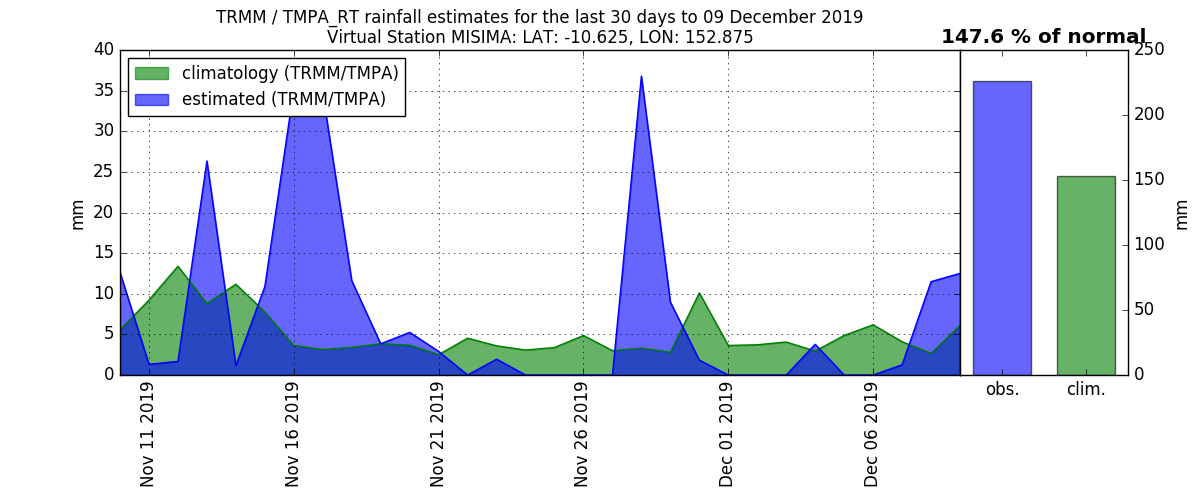 TRMM / TMPA_RT rainfall estimates for the last 30 days to 09 December 2019
Virtual Station MISIMA: LAT: -10.625, LON: 152.875
147.6 % of normal
climatology (TRMM/TMPA)
estimated (TRMM/TMPA)
40
35
30
25
20
15
10
5
0
mm
250
200
150
100
50
0
mm
Nov 11 2019
Nov 16 2019
Nov 21 2019
Nov 26 2019
Dec 01 2019
Dec 06 2019
obs.
clim.